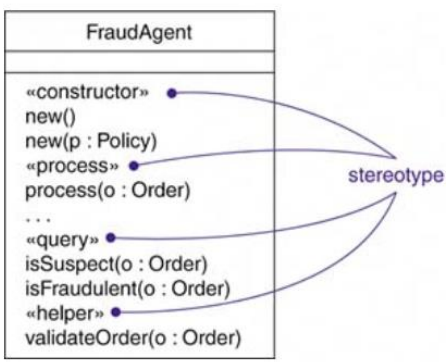 FraudAgent
«constructor»
new()
new(p : Policy)
«process»
process(o : Order)
. . .
«query»
isSuspect(o : Order)
isFraudulent(o : Order)
«helper»
validateOrder(o : Order)
stereotype